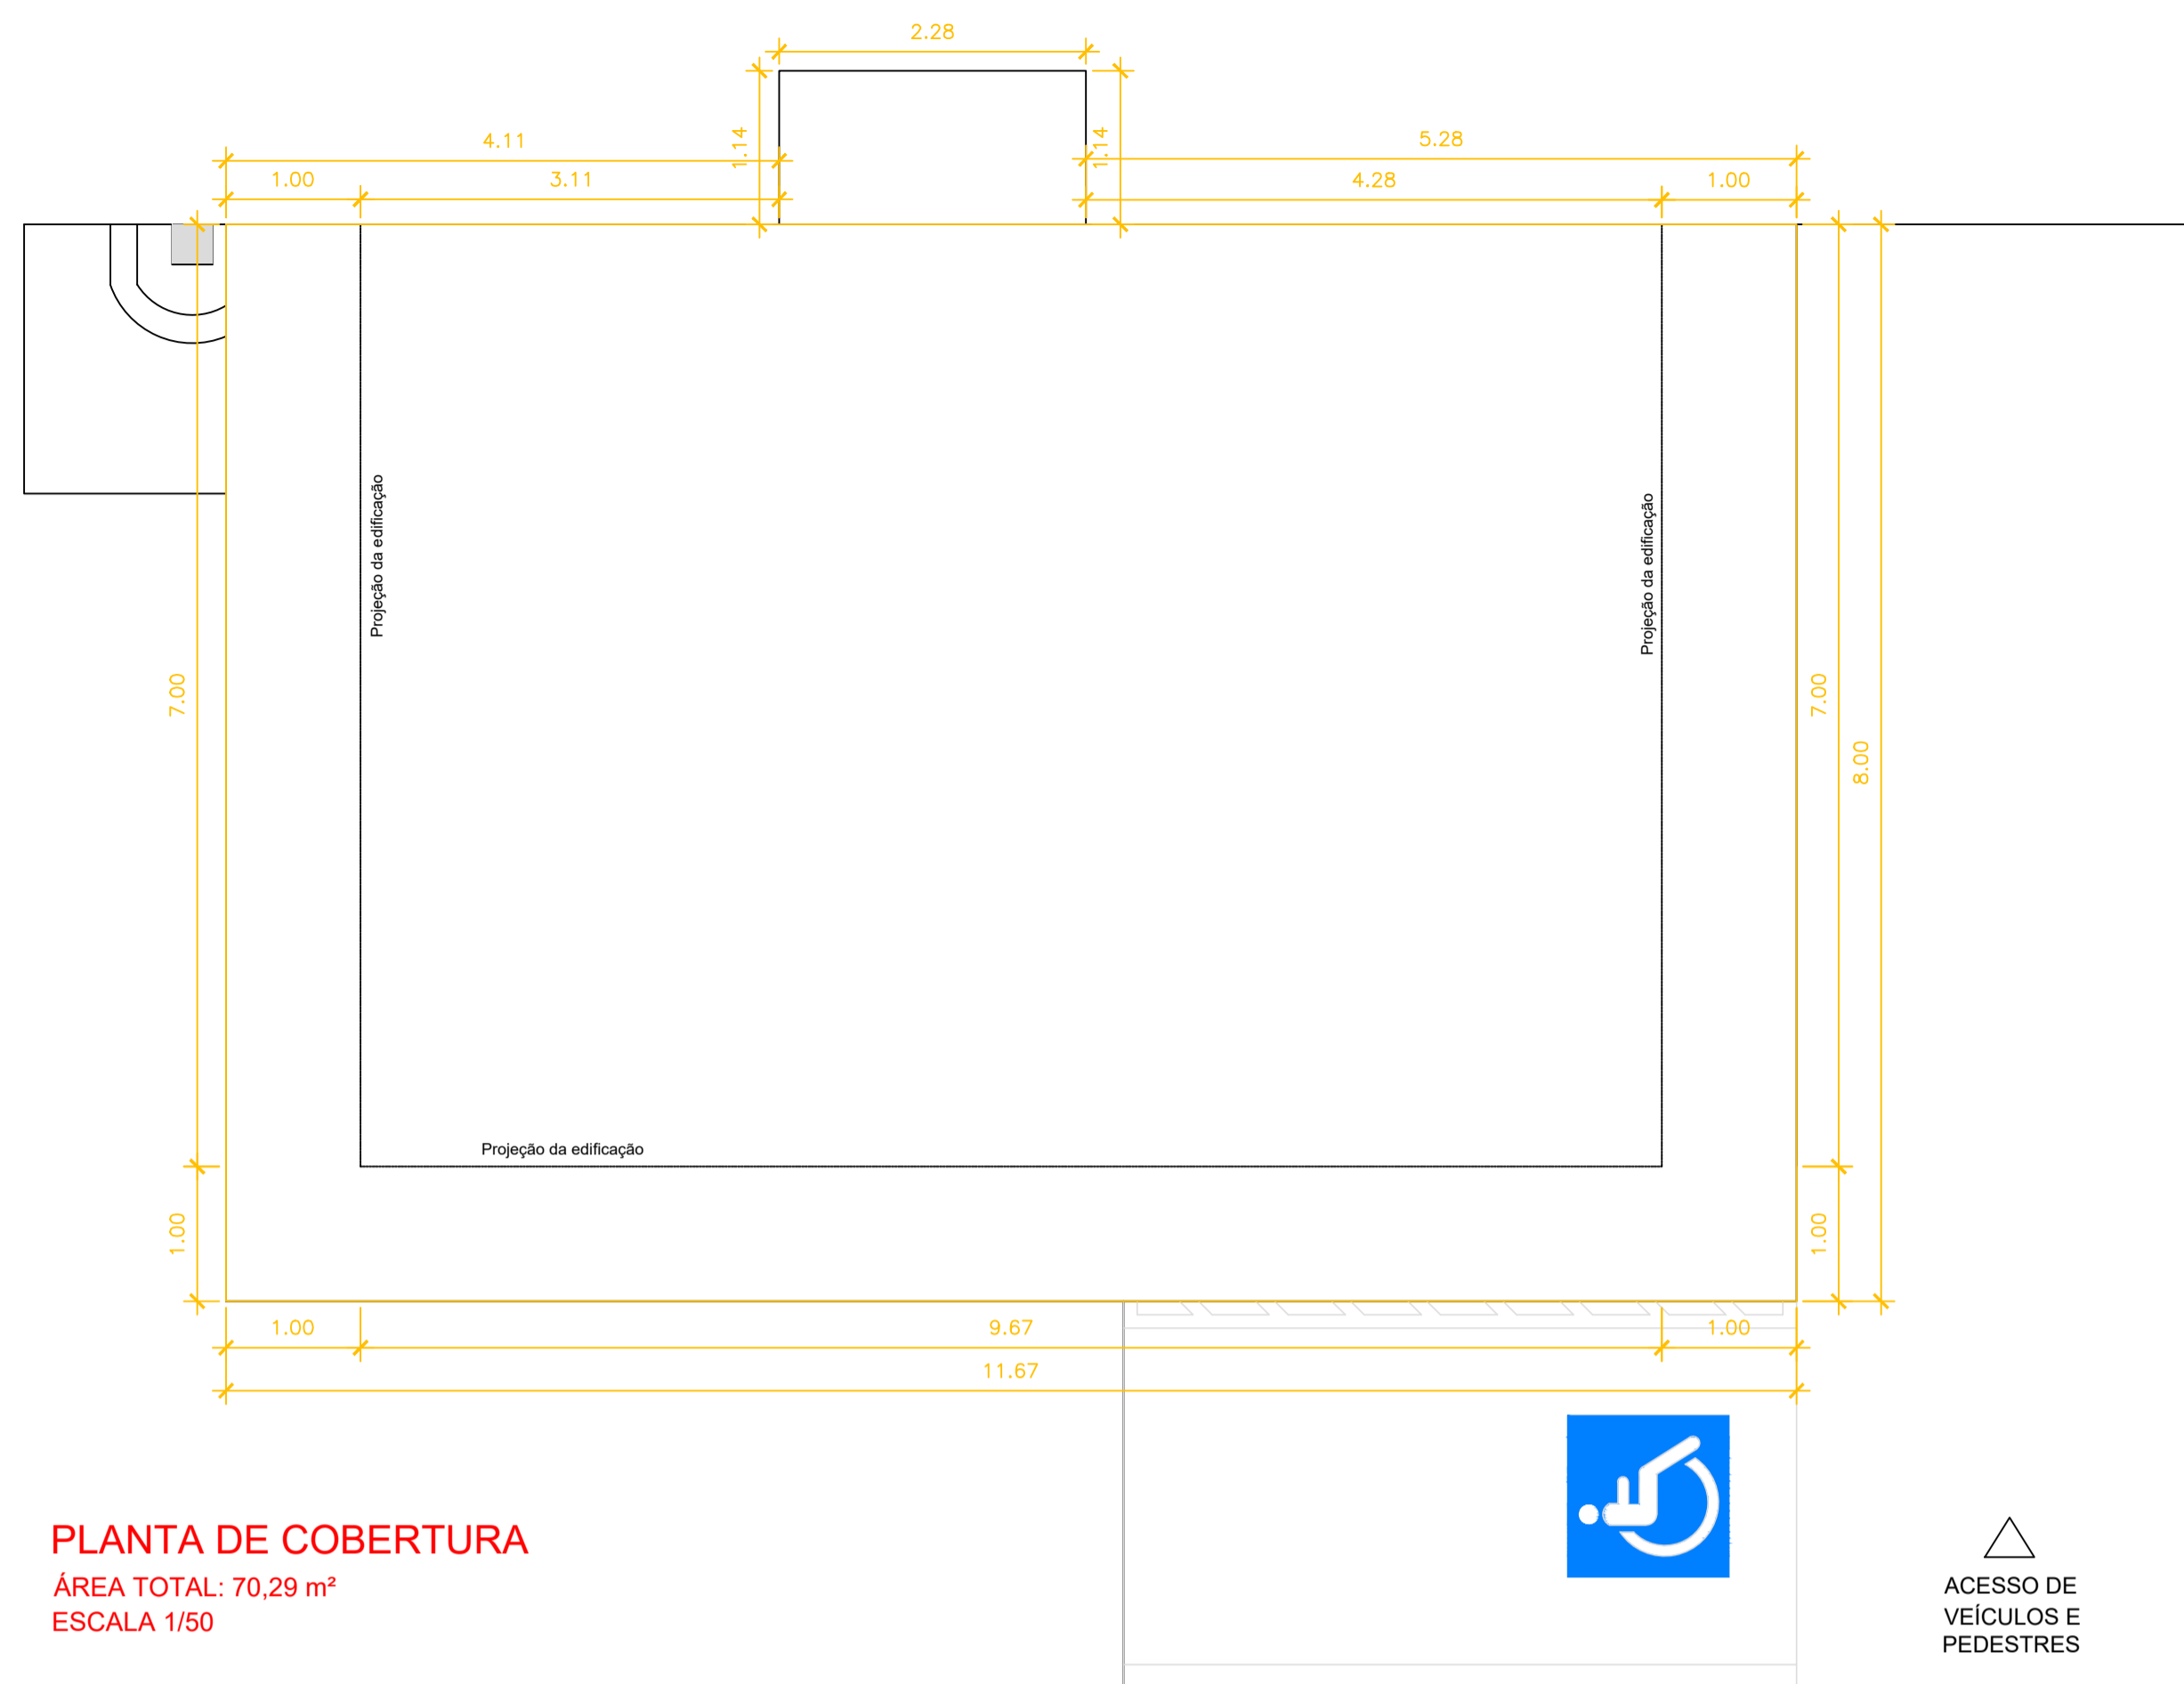 2.28
1.14
1.14
4.11
5.28
1.00
3.11
4.28
1.00
Projeção da edificação
Projeção da edificação
7.00
7.00
8.00
Projeção da edificação
1.00
1.00
1.00
9.67
1.00
11.67
PLANTA DE COBERTURA
ÁREA TOTAL: 70,29 m²
ESCALA 1/50
ACESSO DE
VEÍCULOS E
PEDESTRES